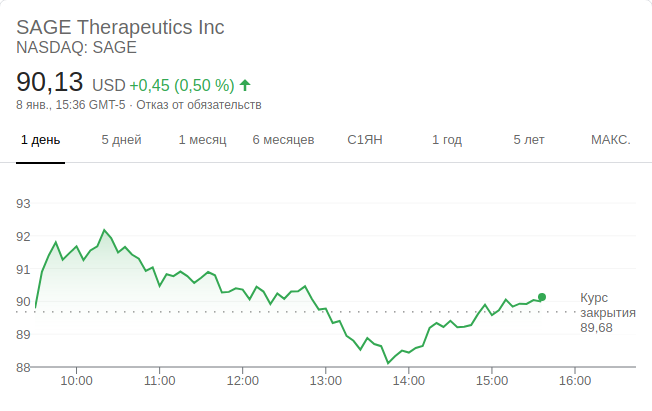 SAGE Therapeutics Inc
NASDAQ: SAGE
90,13 USD +0,45 (0,50 %)
8 янв., 15:36 GMT-5 · Отказ от обязательств
1 день 5 дней 1 месяц 6 месяцев С1ЯН 1 год 5 лет МАКС.
93
92
91
90
89
88
Курс
закрытия
89,68
10:00 11:00 12:00 13:00 14:00 15:00 16:00